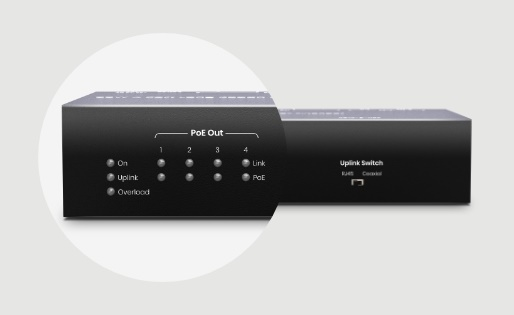 PoE Out
1 2 3 4
On Link
Uplink PoE
Overload
Uplink Switch
RJ45 Coaxial